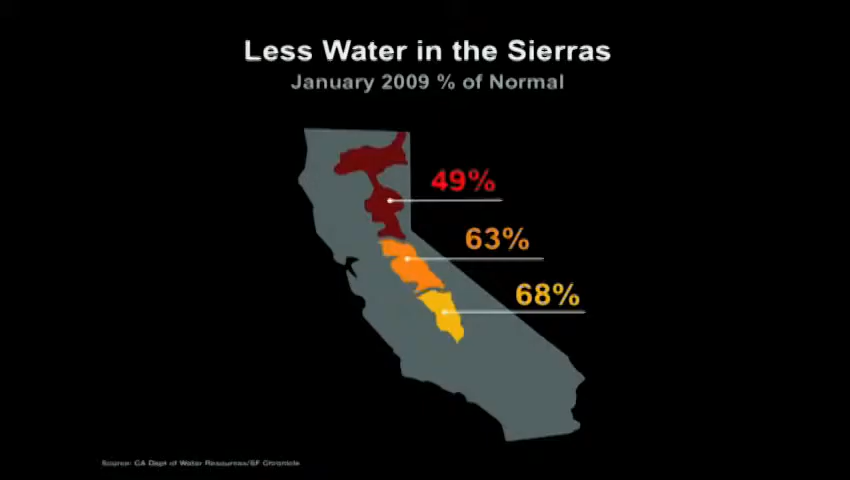 Less Water in the Sierras
January 2009 % of Normal
49%
63%
68%
Source: CA Dept of Water Resources/SF Chronicle